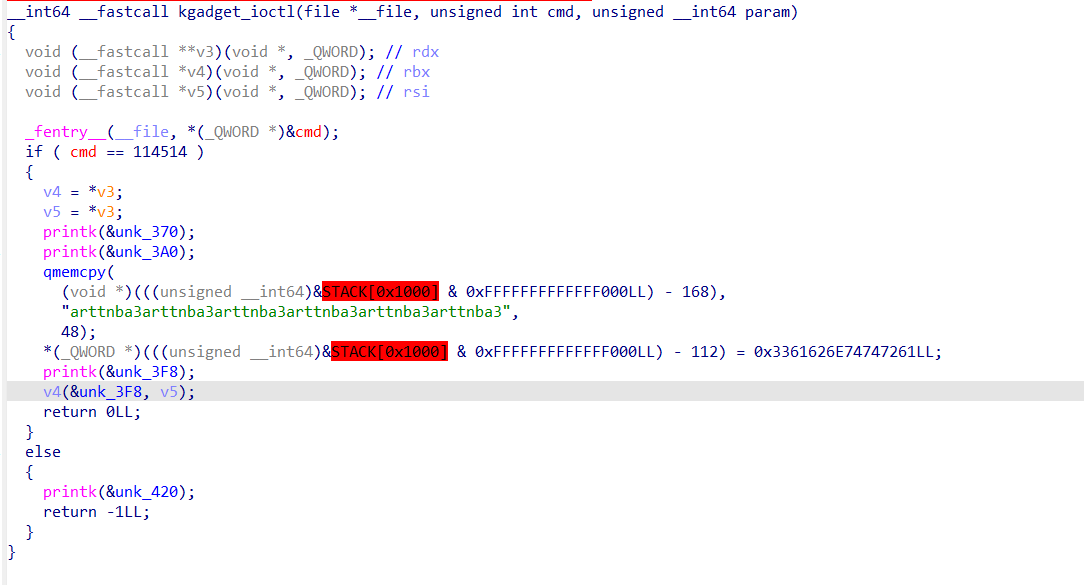 __int64 __fastcall kgadget_ioctl(file *__file, unsigned int cmd, unsigned __int64 param)
{
  void (__fastcall **v3)(void *, _QWORD); // rdx
  void (__fastcall *v4)(void *, _QWORD); // rbx
  void (__fastcall *v5)(void *, _QWORD); // rsi

  _fentry__(__file, *(_QWORD *)&cmd);
  if ( cmd == 114514 )
  {
    v4 = *v3;
    v5 = *v3;
    printk(&unk_370);
    printk(&unk_3A0);
    qmemcpy(
      (void *)(((unsigned __int64)&STACK[0x1000] & 0xFFFFFFFFFFFFF000LL) - 168),
      "arttnba3arttnba3arttnba3arttnba3arttnba3arttnba3",
      48);
    *(_QWORD *)(((unsigned __int64)&STACK[0x1000] & 0xFFFFFFFFFFFFF000LL) - 112) = 0x3361626E74747261LL;
    printk(&unk_3F8);
    v4(&unk_3F8, v5);
    return 0LL;
  }
  else
  {
    printk(&unk_420);
    return -1LL;
  }
}